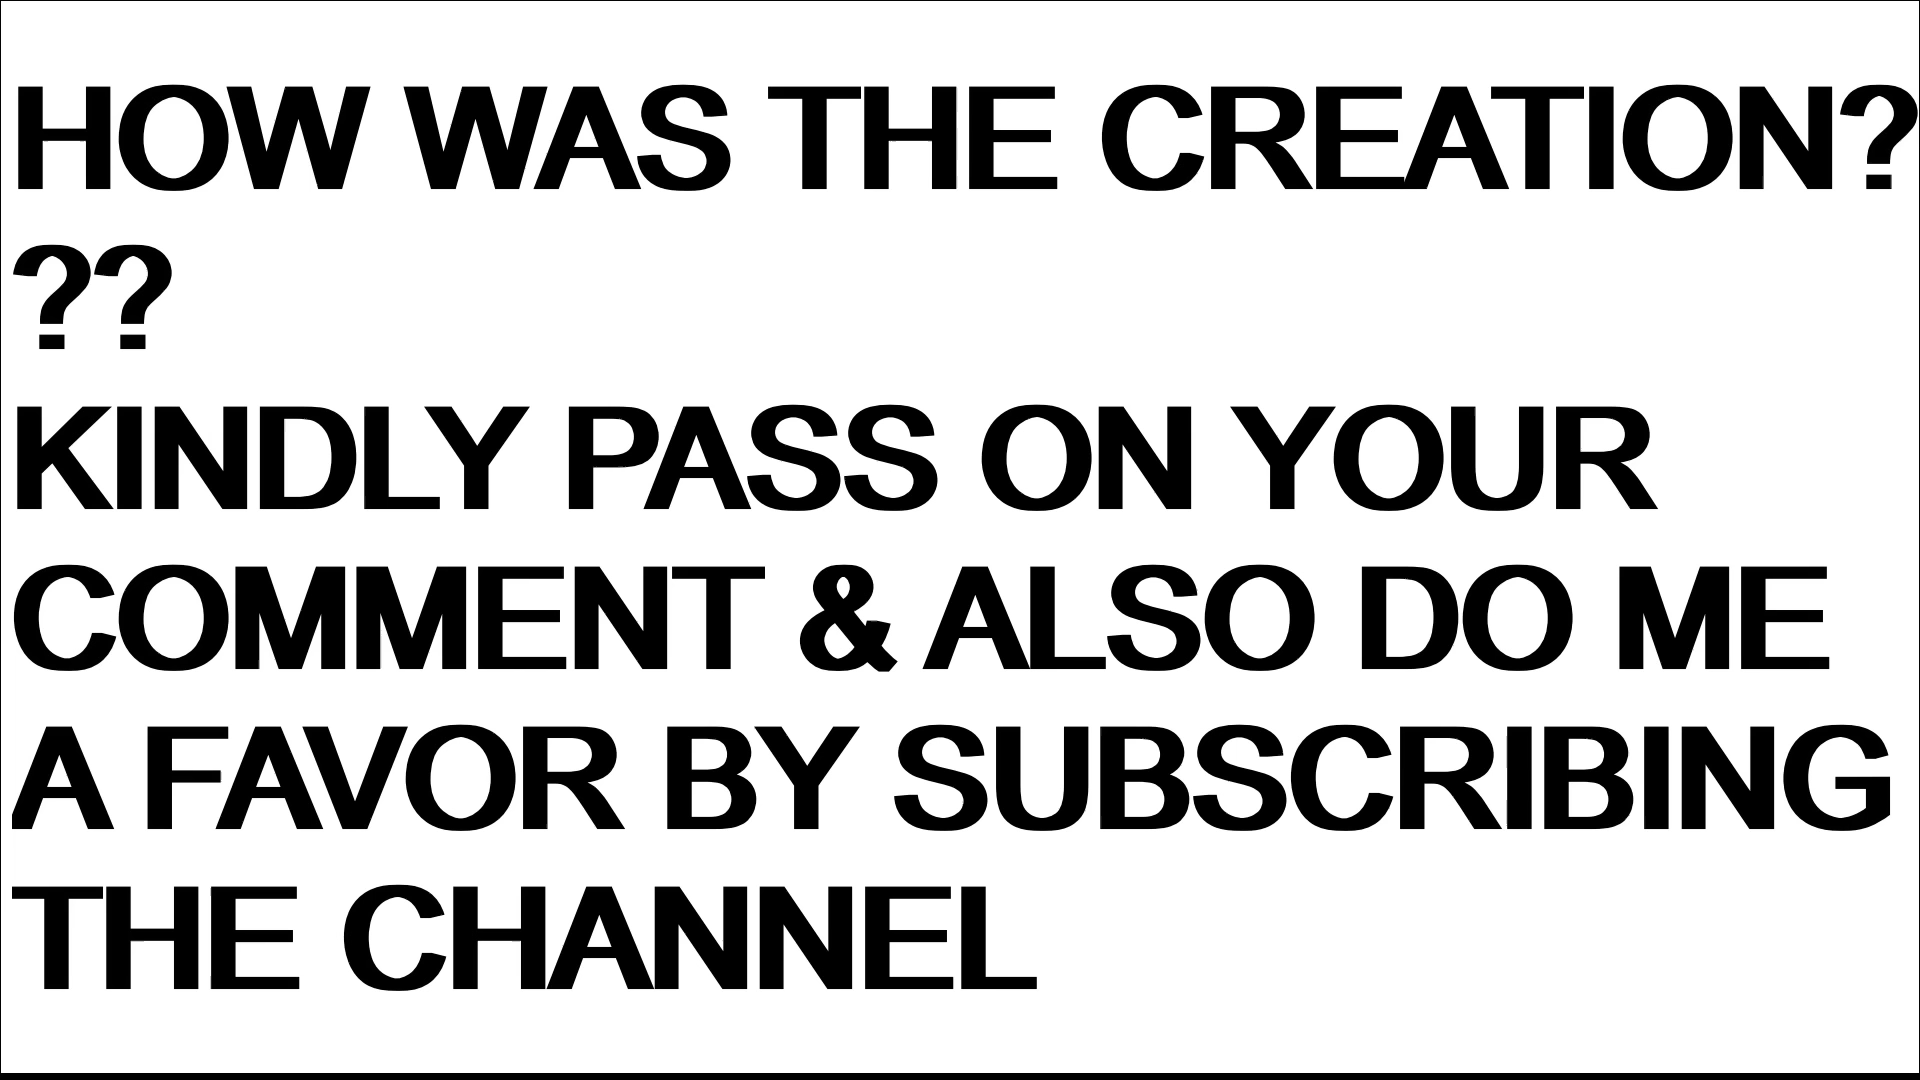 HOW WAS THE CREATION?
??
KINDLY PASS ON YOUR
COMMENT & ALSO DO ME
A FAVOR BY SUBSCRIBING
THE CHANNEL